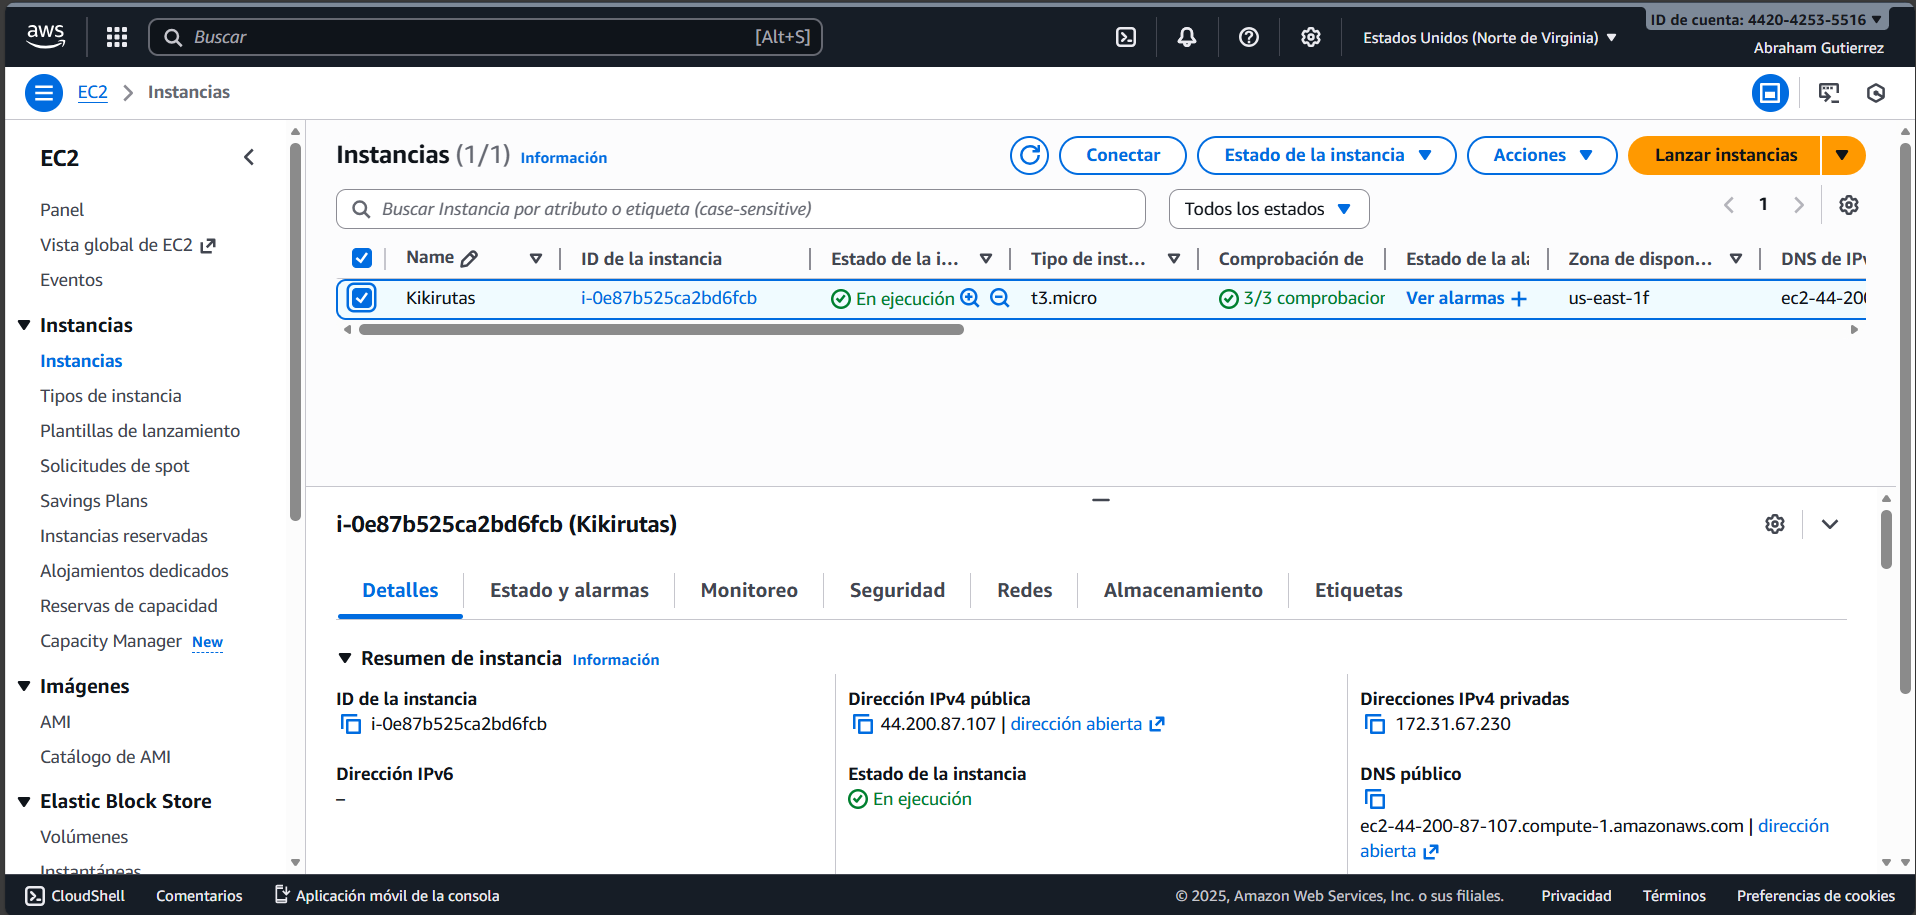 aws
Buscar [Alt+S]
Estados Unidos (Norte de Virginia)
ID de cuenta: 4420-4253-5516
Abraham Gutierrez
EC2 Instancias
EC2
Panel
Vista global de EC2
Eventos
Instancias
Instancias
Tipos de instancia
Plantillas de lanzamiento
Solicitudes de spot
Savings Plans
Instancias reservadas
Alojamientos dedicados
Reservas de capacidad
Capacity Manager New
Imágenes
AMI
Catálogo de AMI
Elastic Block Store
Volúmenes
Instantáneas
Instancias (1/1) Información
Conectar
Estado de la instancia
Acciones
Lanzar instancias
Buscar Instancia por atributo o etiqueta (case-sensitive)
Todos los estados
1
Name ID de la instancia Estado de la i... Tipo de inst... Comprobación de Estado de la ala Zona de dispon... DNS de IPv
Kikirutas i-0e87b525ca2bd6fcb En ejecución t3.micro 3/3 comprobacior Ver alarmas + us-east-1f ec2-44-200
i-0e87b525ca2bd6fcb (Kikirutas)
Detalles Estado y alarmas Monitoreo Seguridad Redes Almacenamiento Etiquetas
Resumen de instancia Información
ID de la instancia
i-0e87b525ca2bd6fcb
Dirección IPv4 pública
44.200.87.107 | dirección abierta
Direcciones IPv4 privadas
172.31.67.230
Dirección IPv6
–
Estado de la instancia
En ejecución
DNS público
ec2-44-200-87-107.compute-1.amazonaws.com | dirección
abierta
CloudShell Comentarios Aplicación móvil de la consola © 2025, Amazon Web Services, Inc. o sus filiales. Privacidad Términos Preferencias de cookies